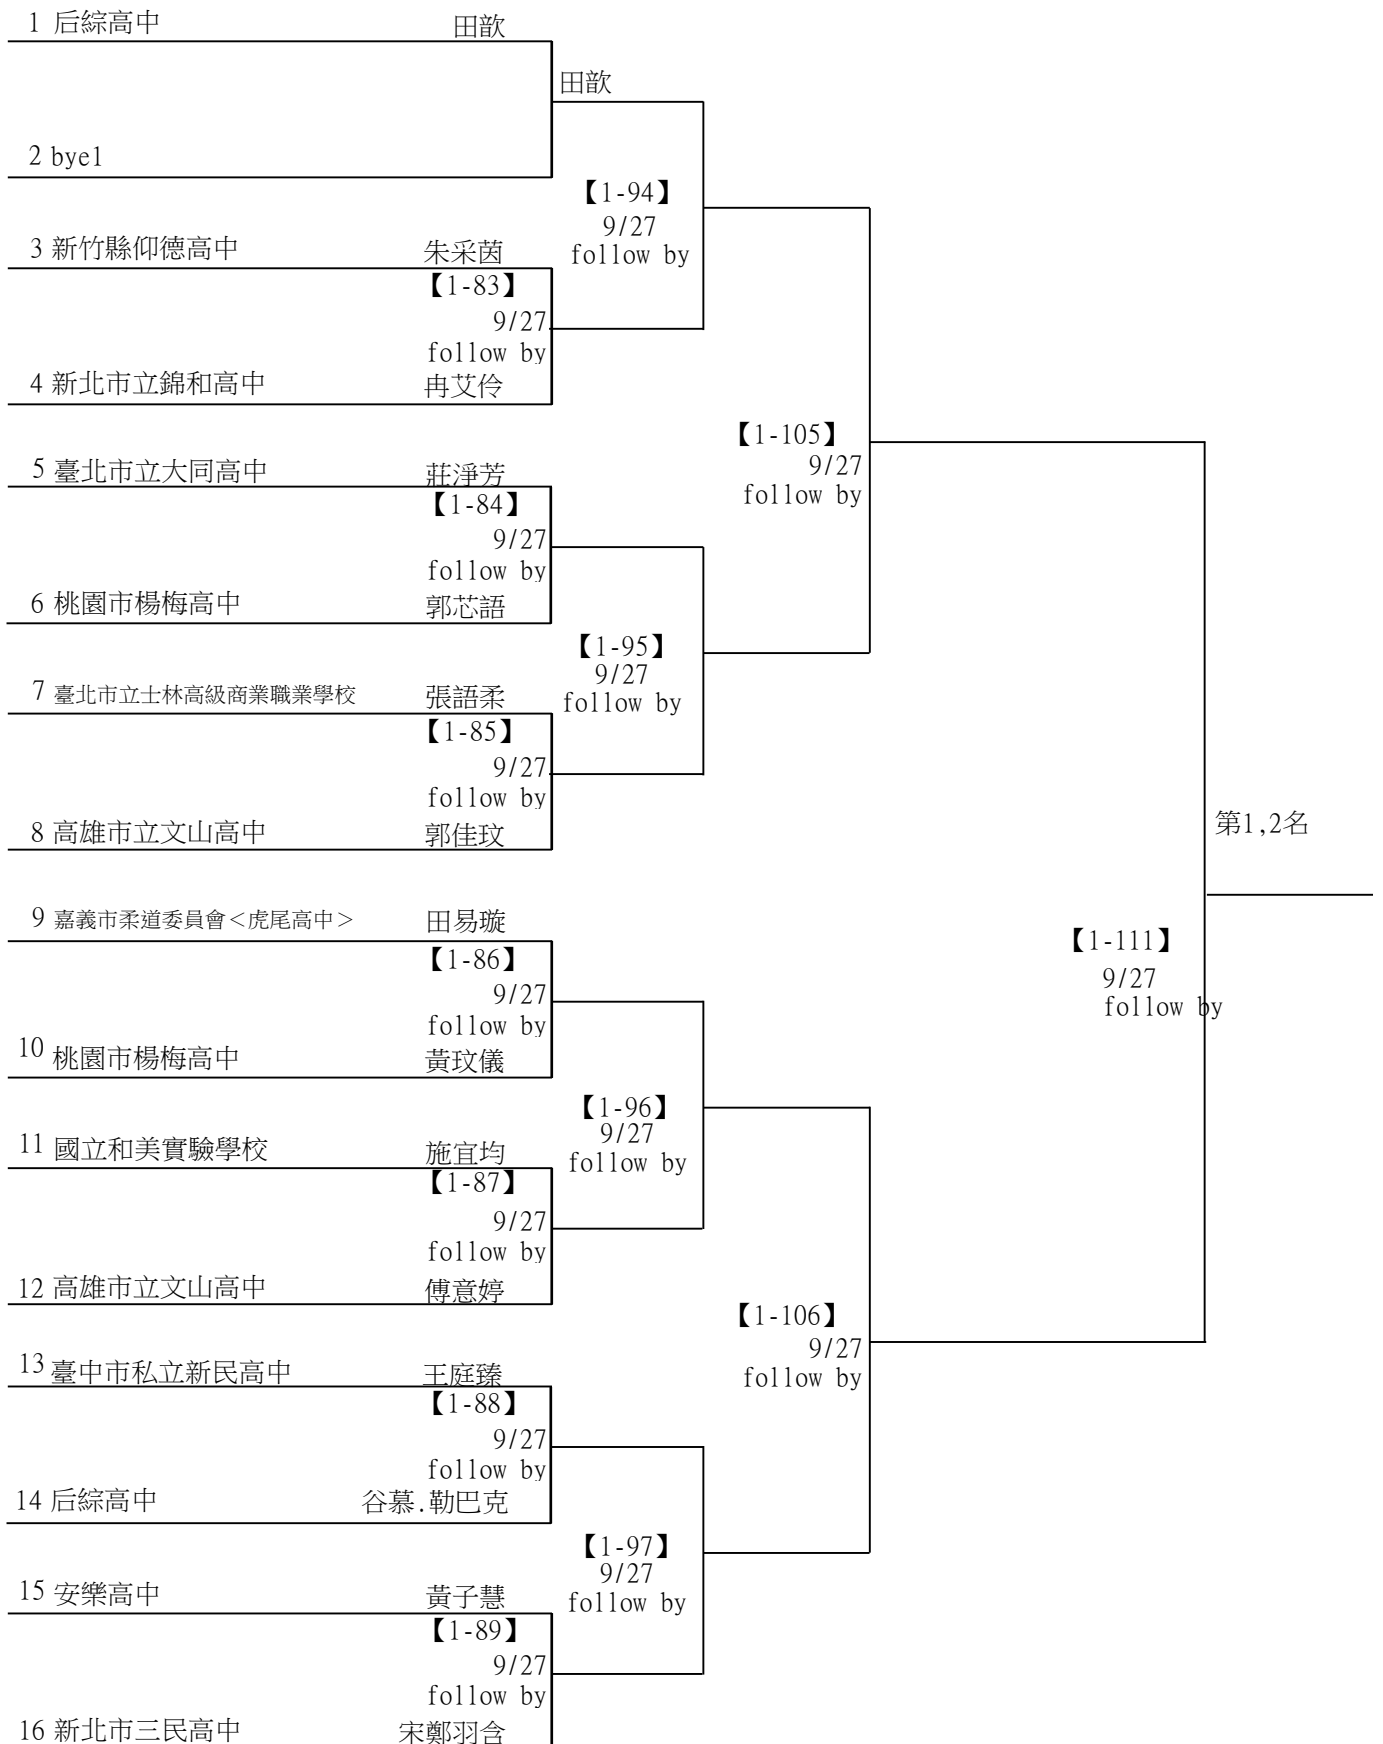 1 后綜高中 田歆
田歆
2 bye1
【1-94】
9/27
follow by
3 新竹縣仰德高中 朱采茵
【1-83】
9/27
follow by
4 新北市立錦和高中 冉艾伶
【1-105】
9/27
follow by
5 臺北市立大同高中 莊淨芳
【1-84】
9/27
follow by
6 桃園市楊梅高中 郭芯語
【1-95】
9/27
follow by
7 臺北市立士林高級商業職業學校 張語柔
【1-85】
9/27
follow by
8 高雄市立文山高中 郭佳玟
第1,2名
9 嘉義市柔道委員會<虎尾高中> 田易璇
【1-111】
9/27
follow by
【1-86】
9/27
follow by
10 桃園市楊梅高中 黃玟儀
【1-96】
9/27
follow by
11 國立和美實驗學校 施宜均
【1-87】
9/27
follow by
12 高雄市立文山高中 傅意婷
【1-106】
9/27
follow by
13 臺中市私立新民高中 王庭臻
【1-88】
9/27
follow by
14 后綜高中 谷慕.勒巴克
【1-97】
9/27
follow by
15 安樂高中 黃子慧
【1-89】
9/27
follow by
16 新北市三民高中 宋鄭羽含